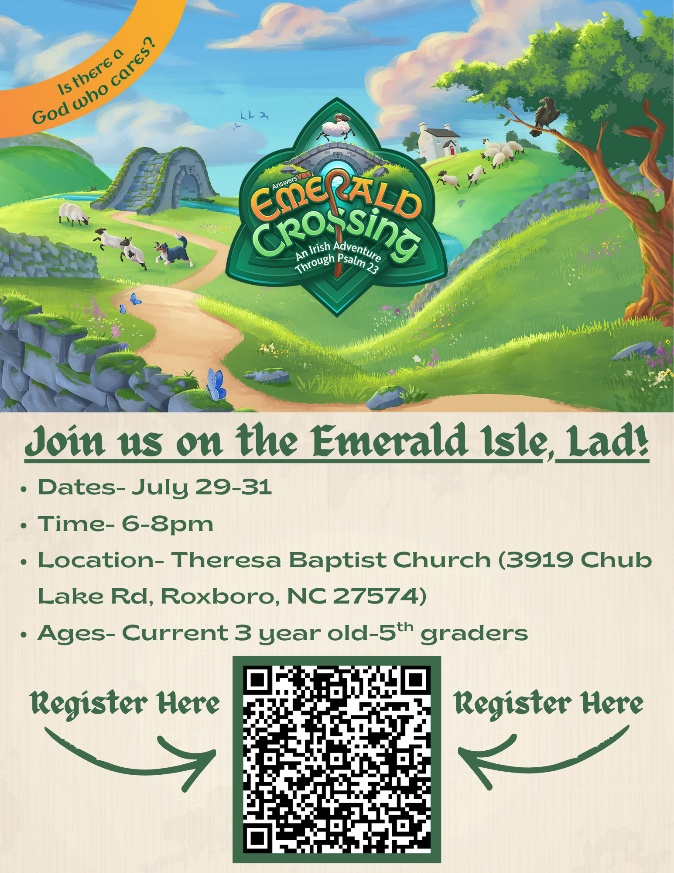 Is there a
God who cares?
Answers VBS
EMERALD
Crossing
An Irish Adventure
Through Psalm 23
Join us on the Emerald Isle, Lad!
• Dates- July 29-31
• Time- 6-8pm
• Location- Theresa Baptist Church (3919 Chub
Lake Rd, Roxboro, NC 27574)
• Ages- Current 3 year old-5th graders
Register Here
Register Here